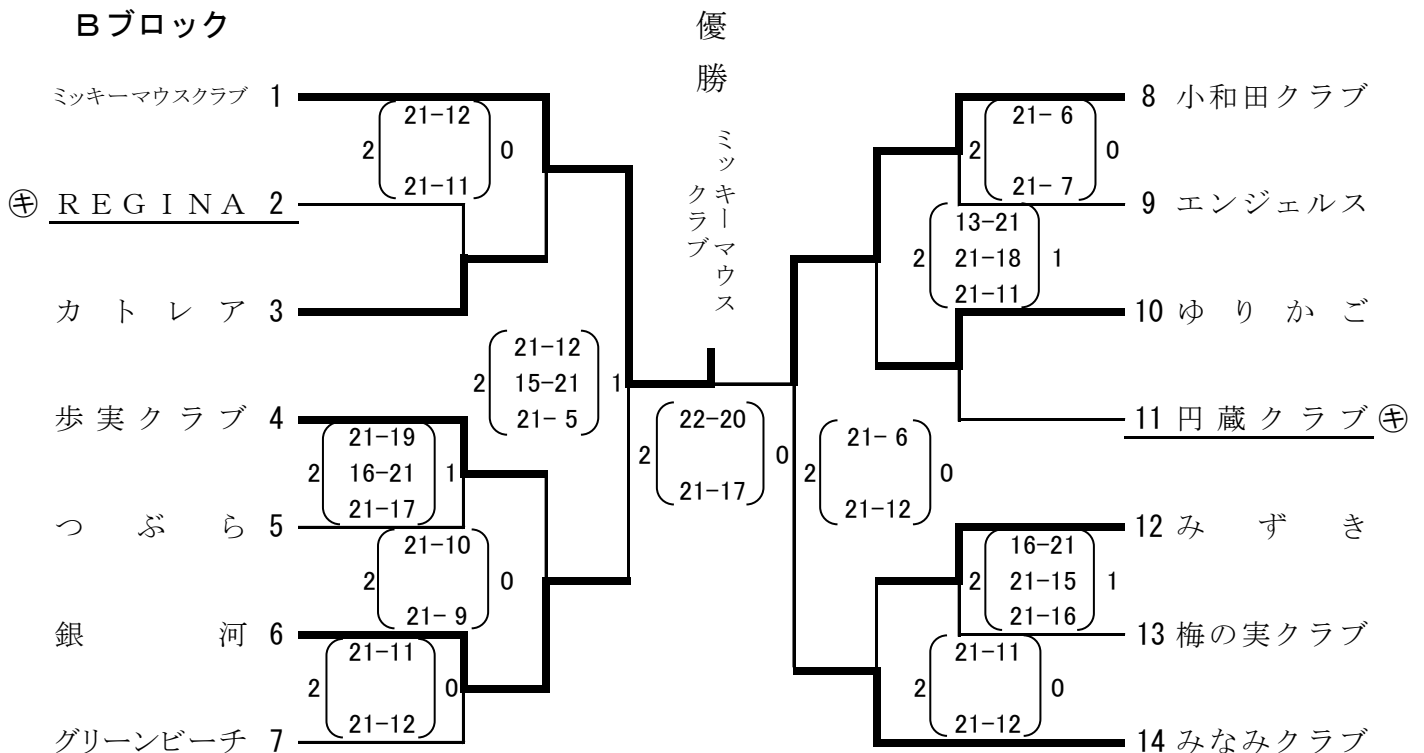 Bブロック
優勝
ミッキーマウスクラブ
ミッキーマウスクラブ 1
21-12
2 0
21-11
㋖ REGINA 2
カトレア 3
21-12
2 15-21 1
21- 5
歩実クラブ 4
21-19
2 16-21 1
21-17
つぶら 5
21-10
2 0
21- 9
銀河 6
21-11
2 0
21-12
グリーンビーチ 7
22-20
2 0
21-17
8 小和田クラブ
21- 6
2 0
21- 7
9 エンジェルス
13-21
2 21-18 1
21-11
10 ゆりかご
11 円蔵クラブ ㋖
21- 6
2 0
21-12
12 みずき
16-21
2 21-15 1
21-16
13 梅の実クラブ
21-11
2 0
21-12
14 みなみクラブ